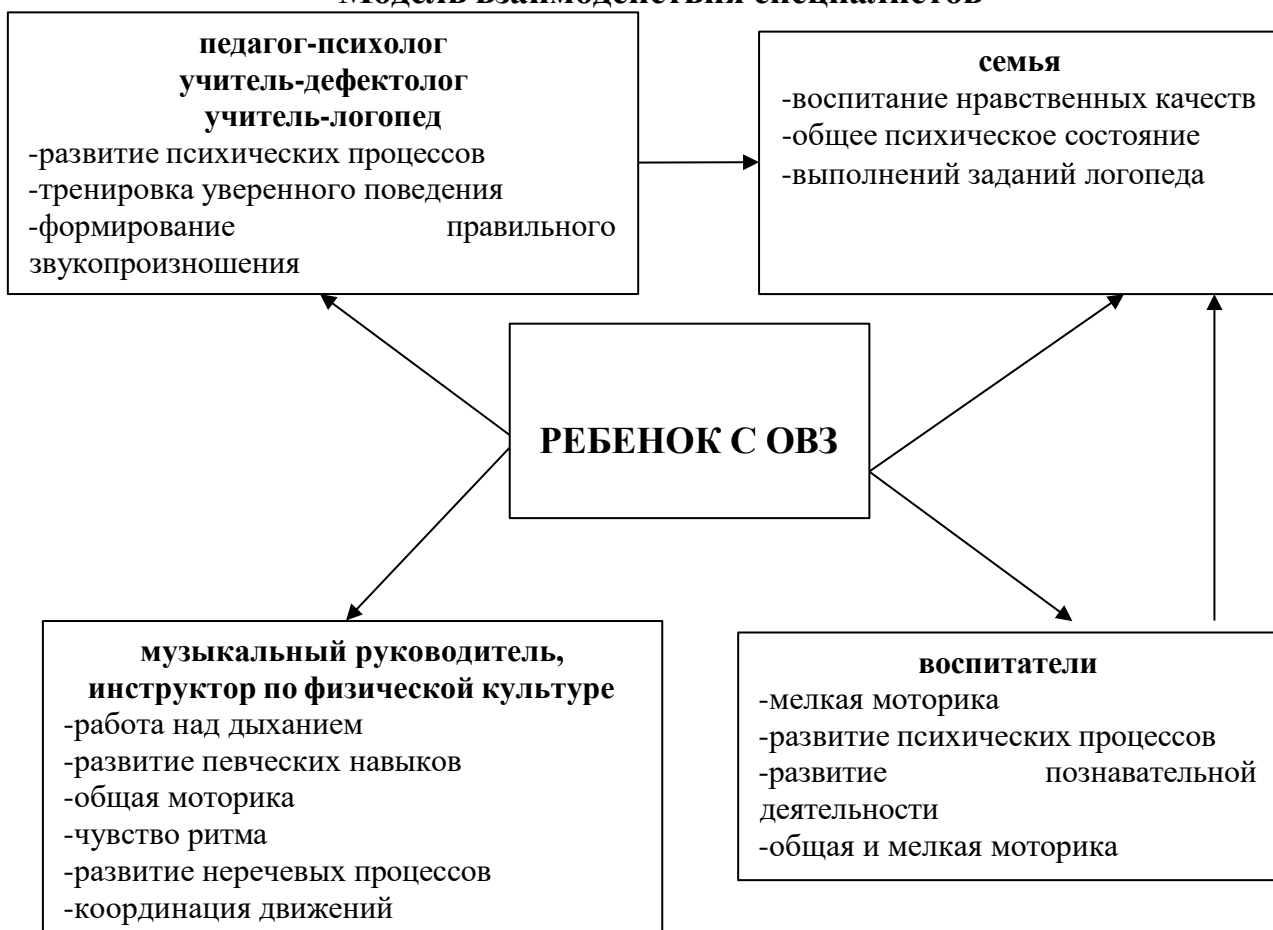 Модель взаимодействия специалистов
педагог-психолог
учитель-дефектолог
учитель-логопед
-развитие психических процессов
-тренировка уверенного поведения
-формирование правильного
звукопроизношения
семья
-воспитание нравственных качеств
-общее психическое состояние
-выполнений заданий логопеда
РЕБЕНОК С ОВЗ
музыкальный руководитель,
инструктор по физической культуре
-работа над дыханием
-развитие певческих навыков
-общая моторика
-чувство ритма
-развитие неречевых процессов
-координация движений
воспитатели
-мелкая моторика
-развитие психических процессов
-развитие познавательной
деятельности
-общая и мелкая моторика